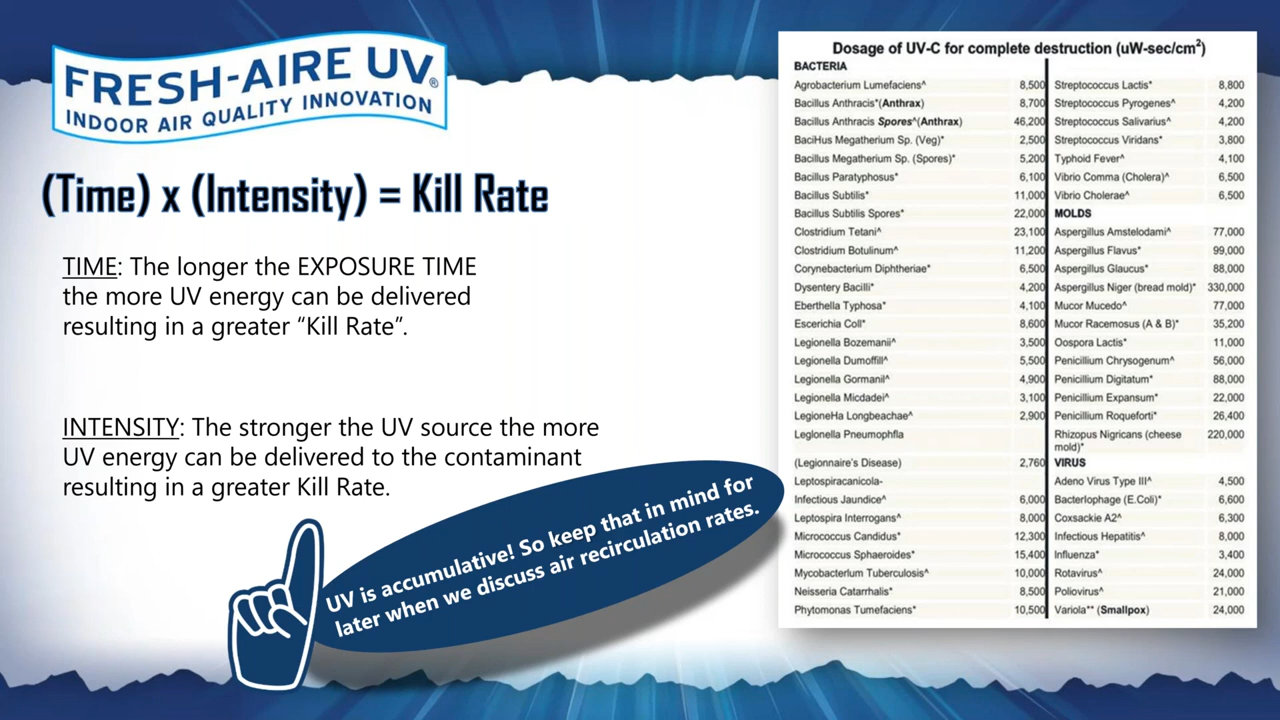 FRESH-AIRE UV®
INDOOR AIR QUALITY INNOVATION
(Time) x (Intensity) = Kill Rate
TIME: The longer the EXPOSURE TIME
the more UV energy can be delivered
resulting in a greater “Kill Rate”.
INTENSITY: The stronger the UV source the more
UV energy can be delivered to the contaminant
resulting in a greater Kill Rate.
UV is accumulative! So keep that in mind for
later when we discuss air recirculation rates.
Dosage of UV-C for complete destruction (uW-sec/cm²)
BACTERIA
Agrobacterium Lumefaciens^ 8,500
Bacillus Anthracis*(Anthrax) 8,700
Bacillus Anthracis Spores^(Anthrax) 46,200
BaciHus Megatherium Sp. (Veg)* 2,500
Bacillus Megatherium Sp. (Spores)* 5,200
Bacillus Paratyphosus* 6,100
Bacillus Subtilis* 11,000
Bacillus Subtilis Spores* 22,000
Clostridium Tetani^ 23,100
Clostridium Botulinum^ 11,200
Corynebacterium Diphtheriae* 6,500
Dysentery Bacilli* 4,200
Eberthella Typhosa* 4,100
Escherichia Coll* 8,600
Legionella Bozemanii^ 3,500
Legionella Dumoffill^ 5,500
Legionella Gormanil^ 4,900
Legionella Micdadei^ 3,100
LegioneHa Longbeachae^ 2,900
Leglonella Pneumophfla
(Legionnaire's Disease) 2,760
Leptospiracanicola-
Infectious Jaundice^ 6,000
Leptospira Interrogans^ 8,000
Micrococcus Candidus* 12,300
Micrococcus Sphaeroides* 15,400
Mycobacterlum Tuberculosis^ 10,000
Neisseria Catarrhalis* 8,500
Phytomonas Tumefaciens* 10,500
Streptococcus Lactis* 8,800
Streptococcus Pyrogenes^ 4,200
Streptococcus Salivarius^ 4,200
Streptococcus Viridans* 3,800
Typhoid Fever^ 4,100
Vibrio Comma (Cholera)^ 6,500
Vibrio Cholerae^ 6,500
MOLDS
Aspergillus Amstelodami^ 77,000
Aspergillus Flavus* 99,000
Aspergillus Glaucus* 88,000
Aspergillus Niger (bread mold)* 330,000
Mucor Mucedo^ 77,000
Mucor Racemosus (A & B)* 35,200
Oospora Lactis* 11,000
Penicillium Chrysogenum^ 56,000
Penicillium Digitatum* 88,000
Penicillium Expansum* 22,000
Penicillium Roqueforti* 26,400
Rhizopus Nigricans (cheese 220,000
mold)*
VIRUS
Adeno Virus Type III^ 4,500
Bacterlophage (E.Coli)* 6,600
Coxsackie A2^ 6,300
Infectious Hepatitis^ 8,000
Influenza* 3,400
Rotavirus^ 24,000
Poliovirus^ 21,000
Variola** (Smallpox) 24,000